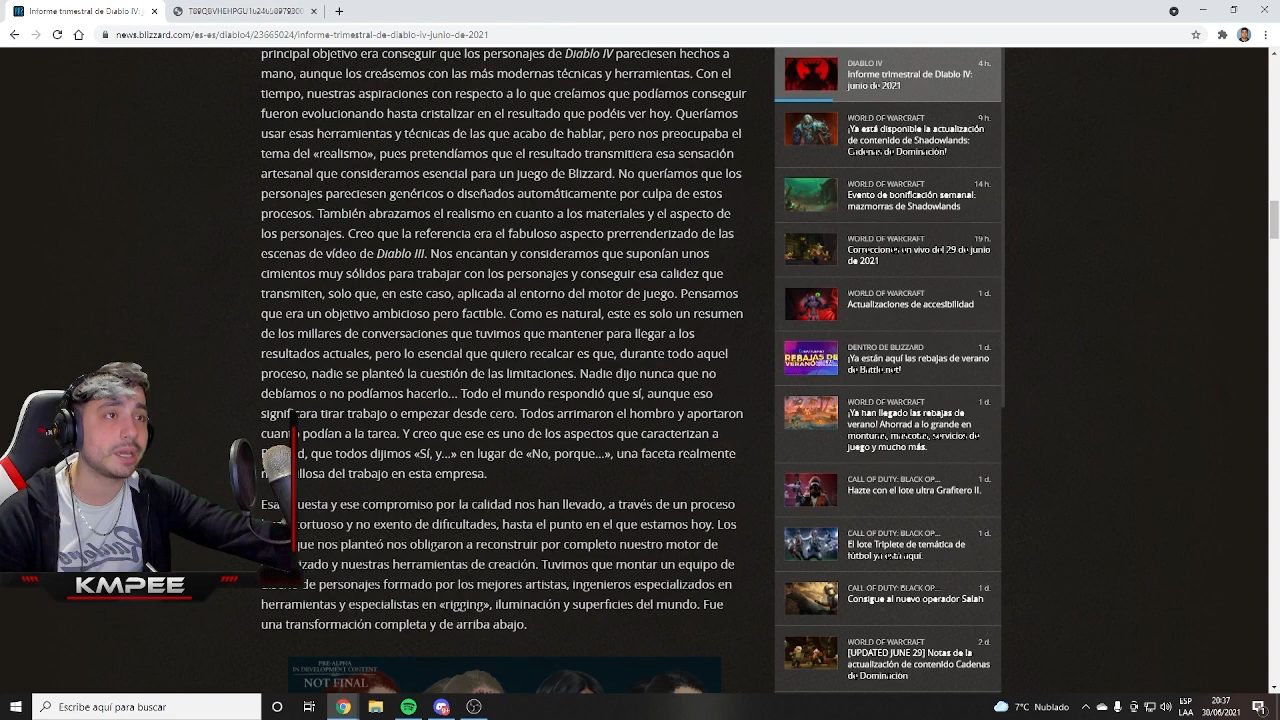 Informe trimestral de Diablo IV: j
news.blizzard.com/es-es/diablo4/23665024/informe-trimestral-de-diablo-iv-junio-de-2021
principal objetivo era conseguir que los personajes de Diablo IV pareciesen hechos a
mano, aunque los creásemos con las más modernas técnicas y herramientas. Con el
tiempo, nuestras aspiraciones con respecto a lo que creíamos que podíamos conseguir
fueron evolucionando hasta cristalizar en el resultado que podéis ver hoy. Queríamos
usar esas herramientas y técnicas de las que acabo de hablar, pero nos preocupaba el
tema del «realismo», pues pretendíamos que el resultado transmitiera esa sensación
artesanal que consideramos esencial para un juego de Blizzard. No queríamos que los
personajes pareciesen genéricos o diseñados automáticamente por culpa de estos
procesos. También abrazamos el realismo en cuanto a los materiales y el aspecto de
los personajes. Creo que la referencia era el fabuloso aspecto prerrenderizado de las
escenas de vídeo de Diablo III. Nos encantan y consideramos que suponían unos
cimientos muy sólidos para trabajar con los personajes y conseguir esa calidez que
transmiten, solo que, en este caso, aplicada al entorno del motor de juego. Pensamos
que era un objetivo ambicioso pero factible. Como es natural, este es solo un resumen
de los millares de conversaciones que tuvimos que mantener para llegar a los
resultados actuales, pero lo esencial que quiero recalcar es que, durante todo aquel
proceso, nadie se planteó la cuestión de las limitaciones. Nadie dijo nunca que no
debíamos o no podíamos hacerlo... Todo el mundo respondió que sí, aunque eso
significara tirar trabajo o empezar desde cero. Todos arrimaron el hombro y aportaron
cuanto podían a la tarea. Y creo que ese es uno de los aspectos que caracterizan a
d, que todos dijimos «Sí, y...» en lugar de «No, porque...», una faceta realmente
illosa del trabajo en esta empresa.
Esa uesta y ese compromiso por la calidad nos han llevado, a través de un proceso
ortuoso y no exento de dificultades, hasta el punto en el que estamos hoy. Los
que nos planteó nos obligaron a reconstruir por completo nuestro motor de
izado y nuestras herramientas de creación. Tuvimos que montar un equipo de
de personajes formado por los mejores artistas, ingenieros especializados en
herramientas y especialistas en «rigging», iluminación y superficies del mundo. Fue
una transformación completa y de arriba abajo.
PRE-ALPHA
DEVELOPMENT CONTENT
NOT FINAL
KMPEE
DIABLO IV 4 h.
Informe trimestral de Diablo IV:
junio de 2021
WORLD OF WARCRAFT 9 h.
¡Ya está disponible la actualización
de contenido de Shadowlands:
Cadenas de Dominación!
WORLD OF WARCRAFT 14 h.
Evento de bonificación semanal:
mazmorras de Shadowlands
WORLD OF WARCRAFT 19 h.
Correcciones en vivo del 29 de junio
de 2021
WORLD OF WARCRAFT 1 d.
Actualizaciones de accesibilidad
DENTRO DE BLIZZARD 1 d.
¡Ya están aquí las rebajas de verano
de Battle.net!
REBAJAS DE
VERANO
WORLD OF WARCRAFT 1 d.
¡Ya han llegado las rebajas de
verano! Ahorrad a lo grande en
monturas, mascotas, servicios de
juego y mucho más.
CALL OF DUTY: BLACK OP... 1 d.
Hazte con el lote ultra Grafitero II.
CALL OF DUTY: BLACK OP... 1 d.
El lote Triplete de temática de
fútbol ya está aquí.
CALL OF DUTY: BLACK OP... 1 d.
Consigue al nuevo operador Salah
WORLD OF WARCRAFT 2 d.
[UPDATED JUNE 29] Notas de la
actualización de contenido Cadenas
de Dominación
Escribe aquí para buscar
7°C Nublado
ESP
20:37
30/06/2021